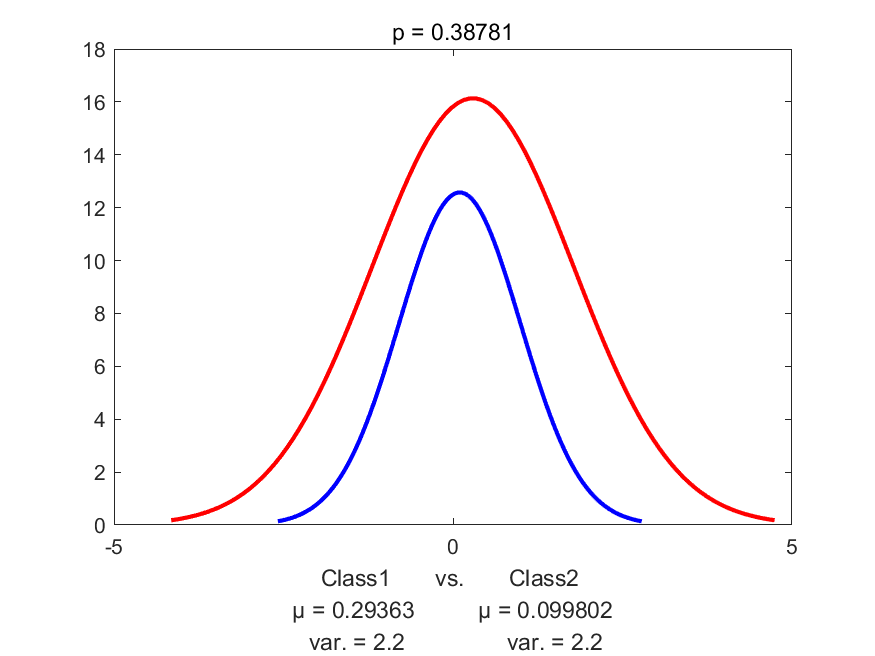 p = 0.38781
18
16
14
12
10
8
6
4
2
0
-5 0 5
Class1 vs. Class2
μ = 0.29363 μ = 0.099802
var. = 2.2 var. = 2.2